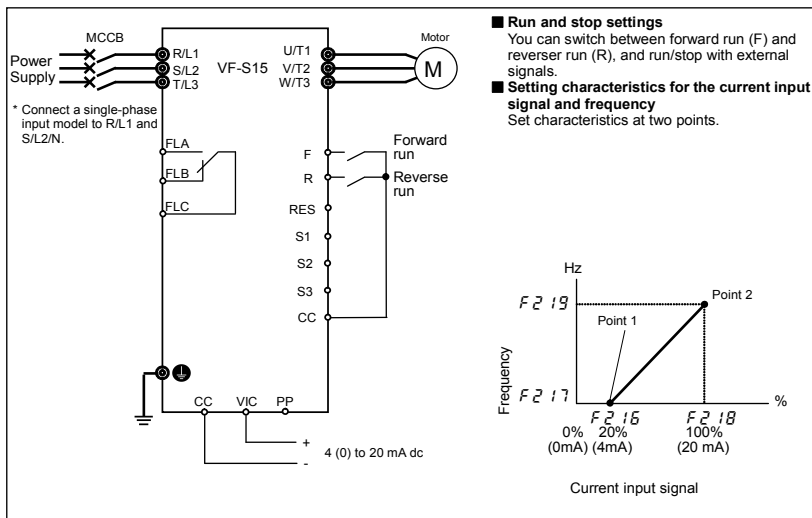 MCCB
Power
Supply
R/L1
S/L2
T/L3
VF-S15
U/T1
V/T2
W/T3
Motor
M
* Connect a single-phase
input model to R/L1 and
S/L2/N.
FLA
FLB
FLC
F
R
RES
S1
S2
S3
CC
Forward
run
Reverse
run
CC
VIC
PP
+
-
4 (0) to 20 mA dc
■ Run and stop settings
You can switch between forward run (F) and
reverser run (R), and run/stop with external
signals.
■ Setting characteristics for the current input
signal and frequency
Set characteristics at two points.
Hz
F219
Point 2
Point 1
Frequency
F217
%
F216
F218
0%
20%
100%
(0mA)
(4mA)
(20 mA)
Current input signal